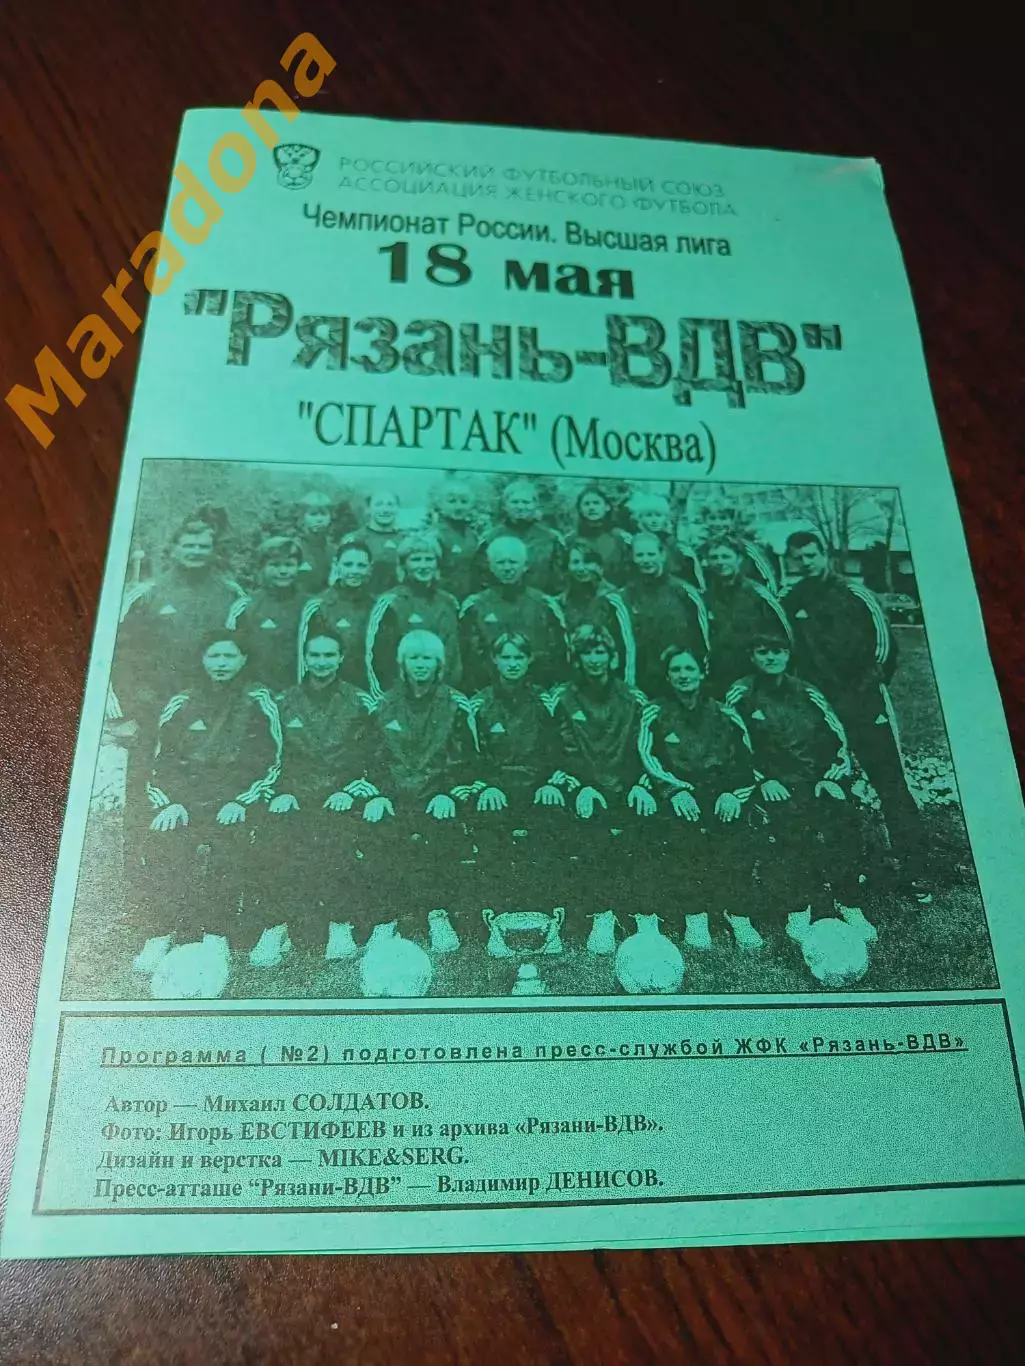 Maradona
РОССИЙСКИЙ ФУТБОЛЬНЫЙ СОЮЗ
АССОЦИАЦИЯ ЖЕНСКОГО ФУТБОЛА
Чемпионат России. Высшая лига
18 мая
"Рязань-ВДВ"
"СПАРТАК" (Москва)
Программа ( №2) подготовлена пресс-службой ЖФК «Рязань-ВДВ»
Автор — Михаил СОЛДАТОВ.
Фото: Игорь ЕВСТИФЕЕВ и из архива «Рязани-ВДВ».
Дизайн и верстка — MIKE&SERG.
Пресс-атташе “Рязани-ВДВ” — Владимир ДЕНИСОВ.